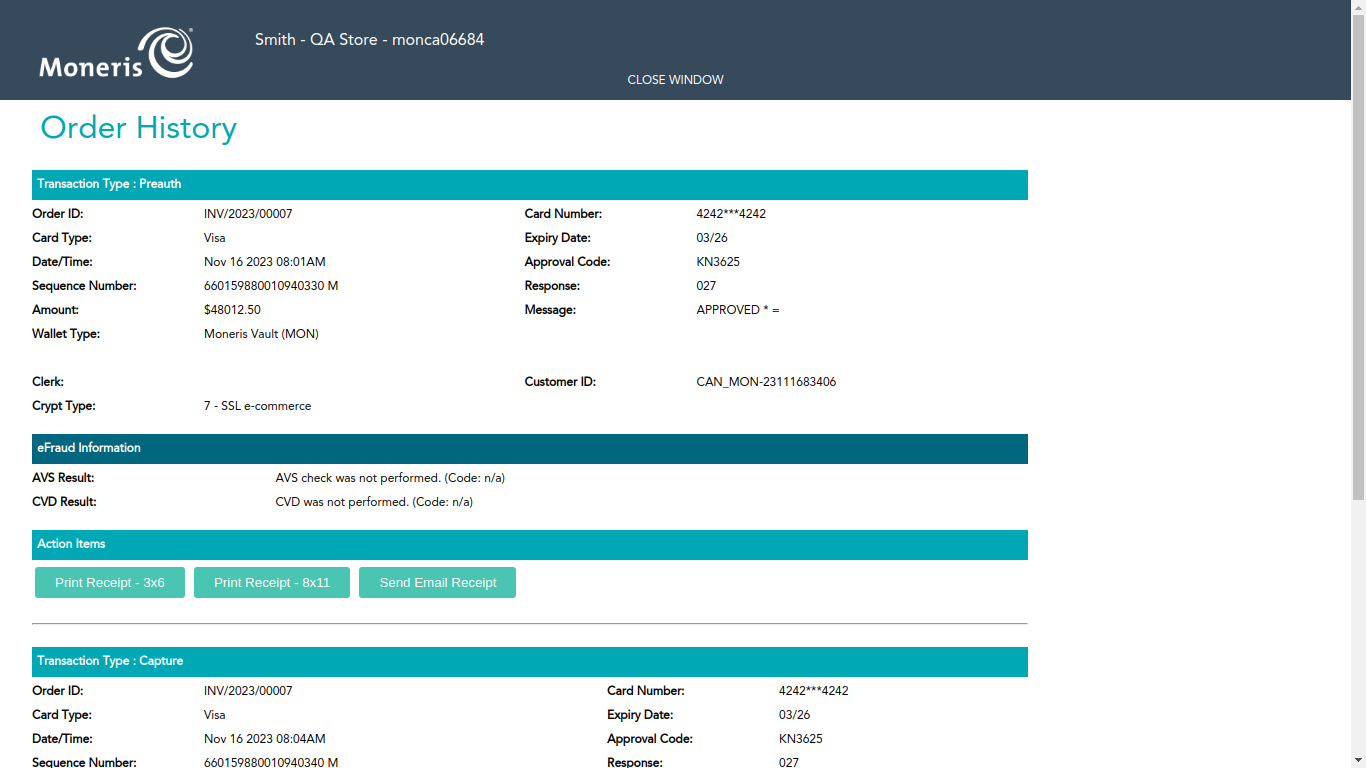 Moneris
Smith - QA Store - monca06684
CLOSE WINDOW
Order History
Transaction Type : Preauth
Order ID: INV/2023/00007 Card Number: 4242***4242
Card Type: Visa Expiry Date: 03/26
Date/Time: Nov 16 2023 08:01AM Approval Code: KN3625
Sequence Number: 660159880010940330 M Response: 027
Amount: $48012.50 Message: APPROVED * =
Wallet Type: Moneris Vault (MON)
Clerk: Customer ID: CAN_MON-23111683406
Crypt Type: 7 - SSL e-commerce
eFraud Information
AVS Result: AVS check was not performed. (Code: n/a)
CVD Result: CVD was not performed. (Code: n/a)
Action Items
Print Receipt - 3x6 Print Receipt - 8x11 Send Email Receipt
Transaction Type : Capture
Order ID: INV/2023/00007 Card Number: 4242***4242
Card Type: Visa Expiry Date: 03/26
Date/Time: Nov 16 2023 08:04AM Approval Code: KN3625
Sequence Number: 660159880010940340 M Response: 027